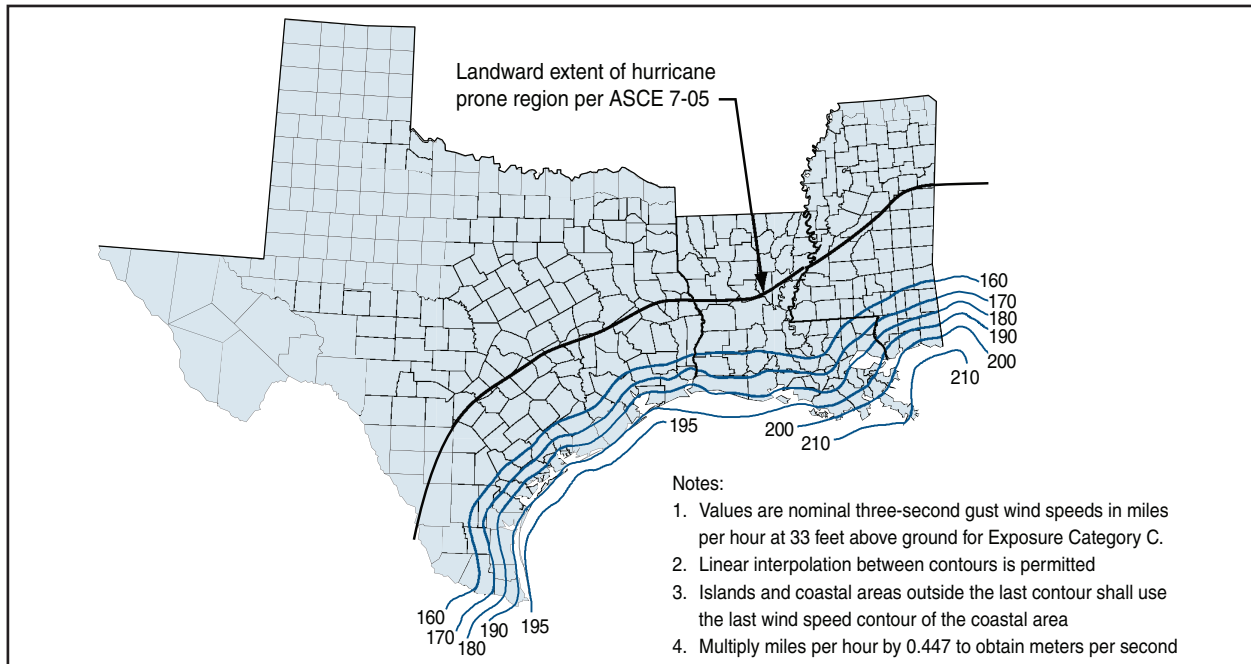 Landward extent of hurricane
prone region per ASCE 7-05
160
170
180
190
200
210
195
200
210
160
170
180
190
195
Notes:
1. Values are nominal three-second gust wind speeds in miles
per hour at 33 feet above ground for Exposure Category C.
2. Linear interpolation between contours is permitted
3. Islands and coastal areas outside the last contour shall use
the last wind speed contour of the coastal area
4. Multiply miles per hour by 0.447 to obtain meters per second